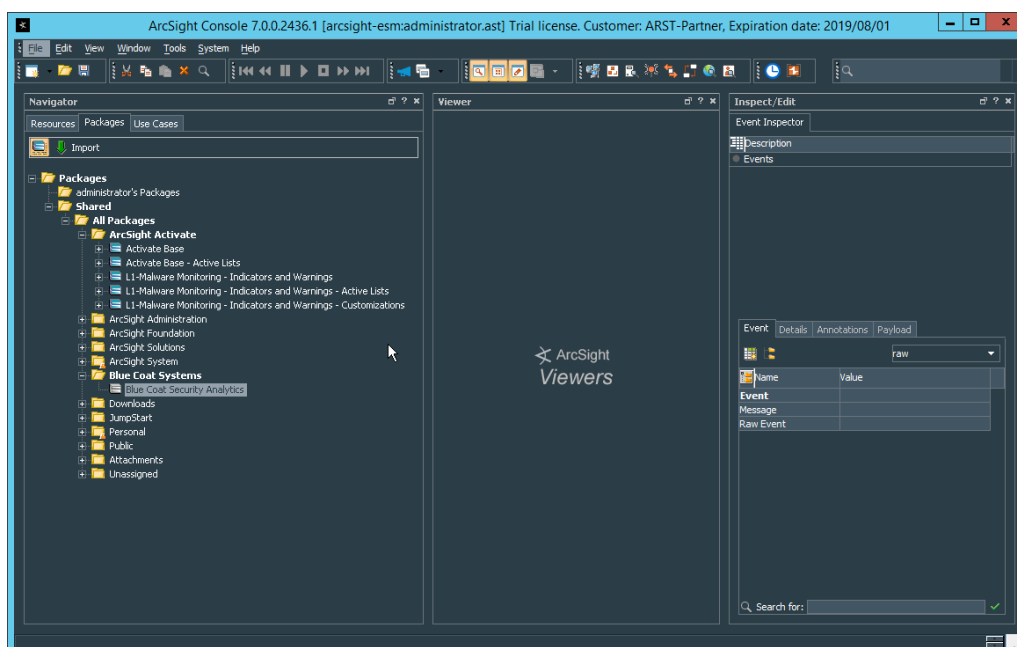 ArcSight Console 7.0.0.2436.1 [arcsight-esm:administrator.ast] Trial license. Customer: ARST-Partner, Expiration date: 2019/08/01
File Edit View Window Tools System Help
Navigator
Resources Packages Use Cases
Import
Packages
administrator's Packages
Shared
All Packages
ArcSight Activate
Activate Base
Activate Base - Active Lists
L1-Malware Monitoring - Indicators and Warnings
L1-Malware Monitoring - Indicators and Warnings - Active Lists
L1-Malware Monitoring - Indicators and Warnings - Customizations
ArcSight Administration
ArcSight Foundation
ArcSight Solutions
ArcSight System
Blue Coat Systems
Blue Coat Security Analytics
Downloads
JumpStart
Personal
Public
Attachments
Unassigned
Viewer
ArcSight
Viewers
Inspect/Edit
Event Inspector
Description
Events
Event Details Annotations Payload
raw
Name Value
Event
Message
Raw Event
Search for: